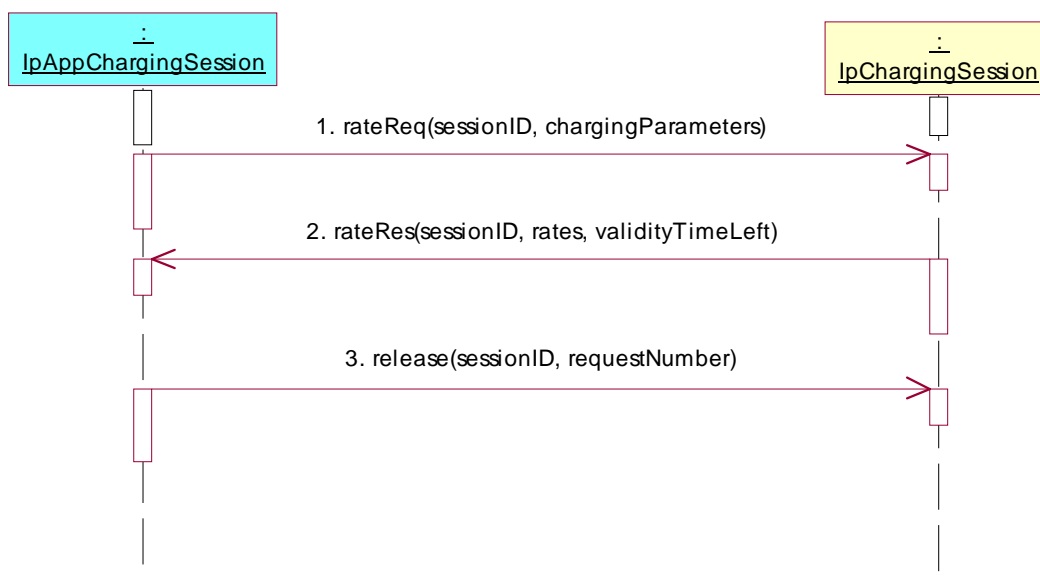 :
IpAppChargingSession
:
IpChargingSession
1. rateReq(sessionID, chargingParameters)
2. rateRes(sessionID, rates, validityTimeLeft)
3. release(sessionID, requestNumber)